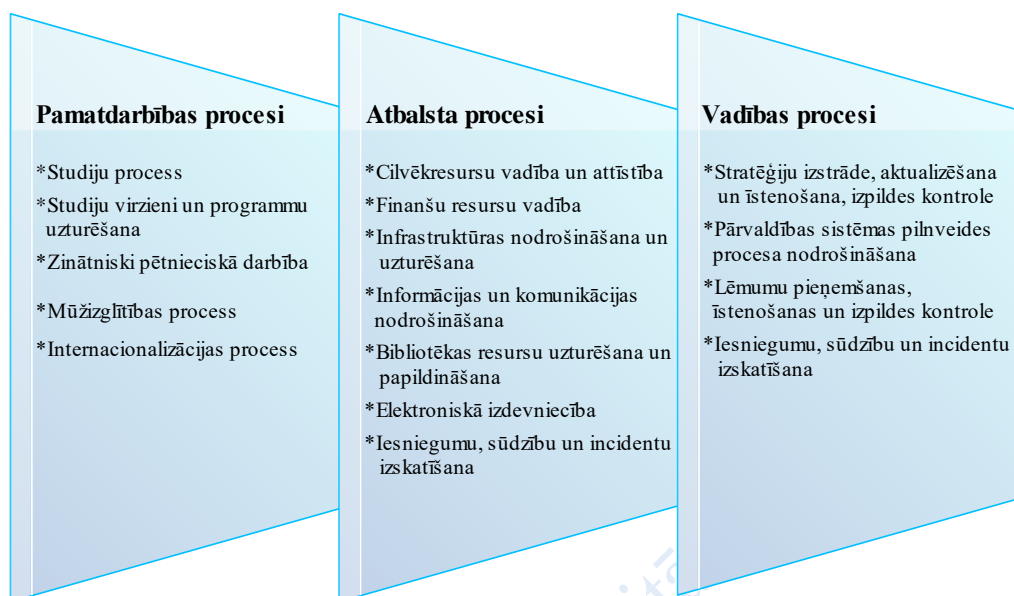 Pamatdarbības procesi
*Studiju process
*Studiju virzieni un programmu
uzturēšana
*Zinātniski pētnieciskā darbība
*Mūžizglītības process
*Internacionalizācijas process
Atbalsta procesi
*Cilvēkresursu vadība un attīstība
*Finanšu resursu vadība
*Infrastruktūras nodrošināšana un
uzturēšana
*Informācijas un komunikācijas
nodrošināšana
*Bibliotēkas resursu uzturēšana un
papildināšana
*Elektroniskā izdevniecība
*Iesniegumu, sūdzību un incidentu
izskatīšana
Vadības procesi
*Stratēģiju izstrāde, aktualizēšana
un īstenošana, izpildes kontrole
*Pārvaldības sistēmas pilnveides
procesa nodrošināšana
*Lēmumu pieņemšanas,
īstenošanas un izpildes kontrole
*Iesniegumu, sūdzību un incidentu
izskatīšana